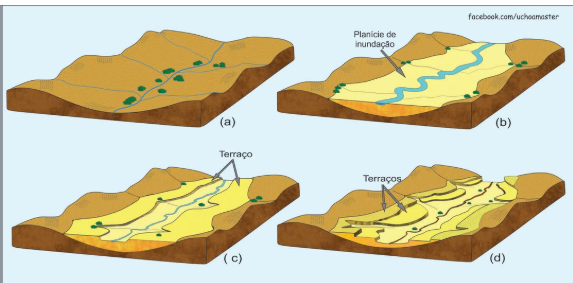 facebook.com/uchoamaster
Planície de
inundação
(a)
(b)
Terraço
Terraços
(c)
(d)